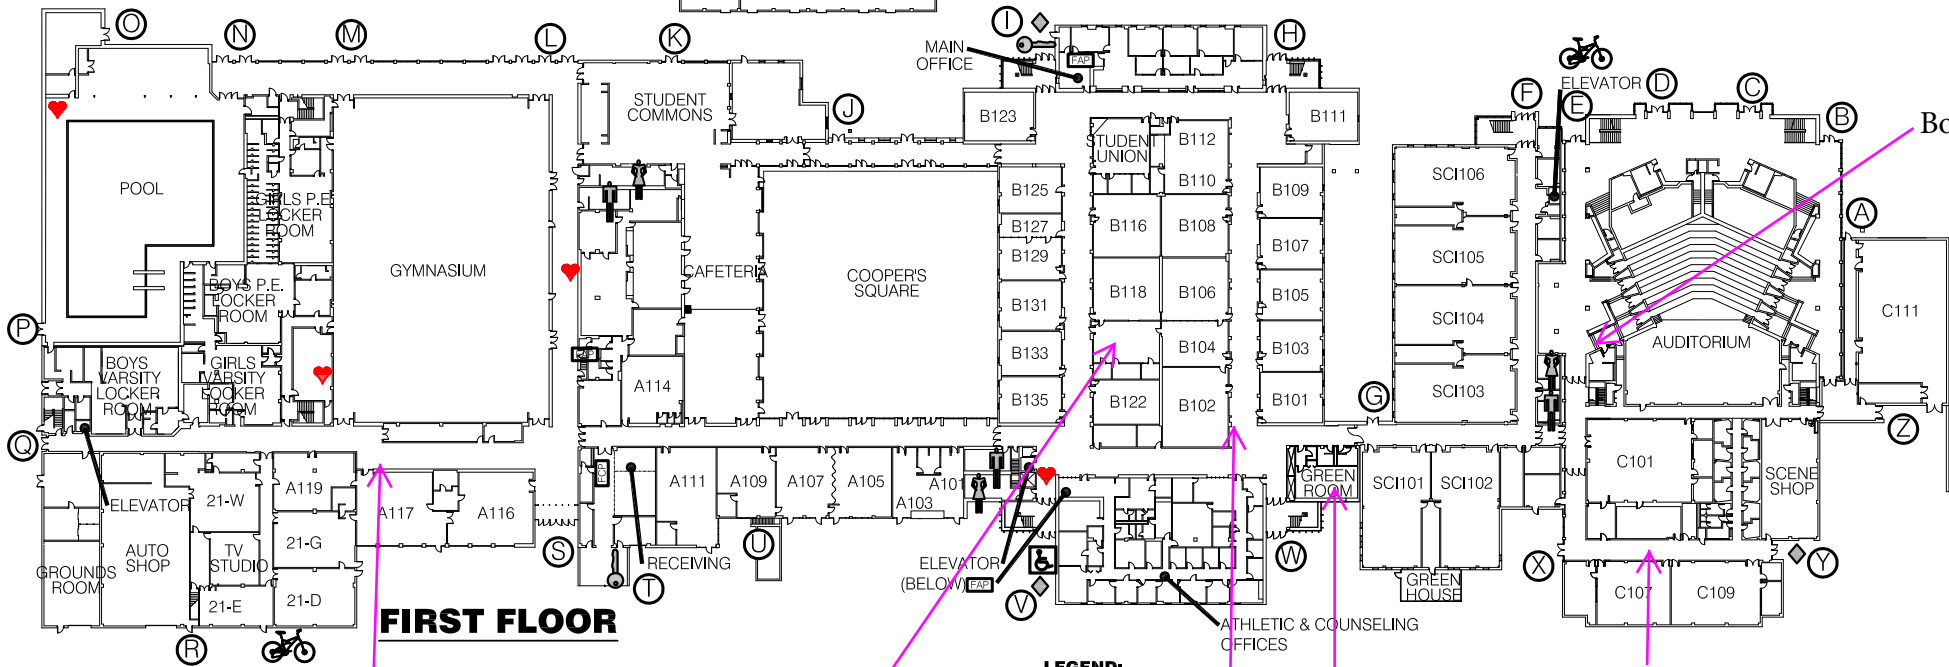 O
N
M
L
K
I
H
MAIN
OFFICE
FAP
ELEVATOR
D
C
F
E
B
J
STUDENT
COMMONS
B123
B111
STUDENT
UNION
B112
B110
Bo
POOL
GIRLS P.E.
LOCKER
ROOM
GYMNASIUM
CAFETERIA
COOPER'S
SQUARE
B125
B127
B129
B131
B133
B135
B116
B118
B122
B108
B106
B104
B102
B109
B107
B105
B103
B101
SCI106
SCI105
SCI104
SCI103
A
C111
AUDITORIUM
BOYS P.E.
LOCKER
ROOM
P
BOYS
VARSITY
LOCKER
ROOM
GIRLS
VARSITY
LOCKER
ROOM
A114
G
Z
Q
ELEVATOR
21-W
A119
A117
A116
FCP
A111
A109
A107
A105
A103
A101
GREEN
ROOM
SCI101
SCI102
C101
SCENE
SHOP
GROUNDS
ROOM
AUTO
SHOP
TV
STUDIO
21-G
21-E
21-D
S
RECEIVING
U
T
ELEVATOR
(BELOW)
FAP
V
W
GREEN
HOUSE
X
Y
C107
C109
R
FIRST FLOOR
ATHLETIC & COUNSELING
OFFICES
LEGEND: